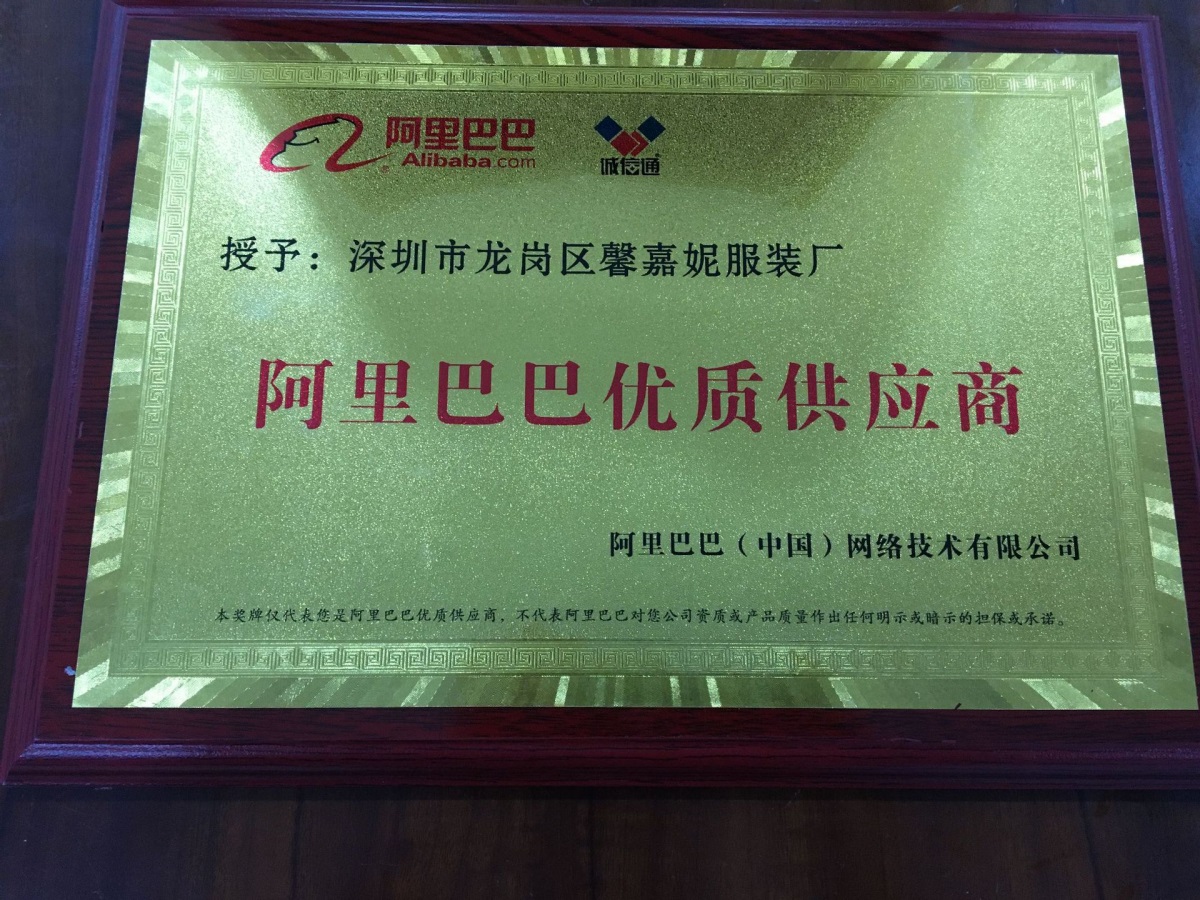 阿里巴巴
Alibaba.com
诚信通
授予：深圳市龙岗区馨嘉妮服装厂
阿里巴巴优质供应商
阿里巴巴（中国）网络技术有限公司
本奖牌仅代表您是阿里巴巴优质供应商，不代表阿里巴巴对您公司资质或产品质量作出任何明示或暗示的担保或承诺。